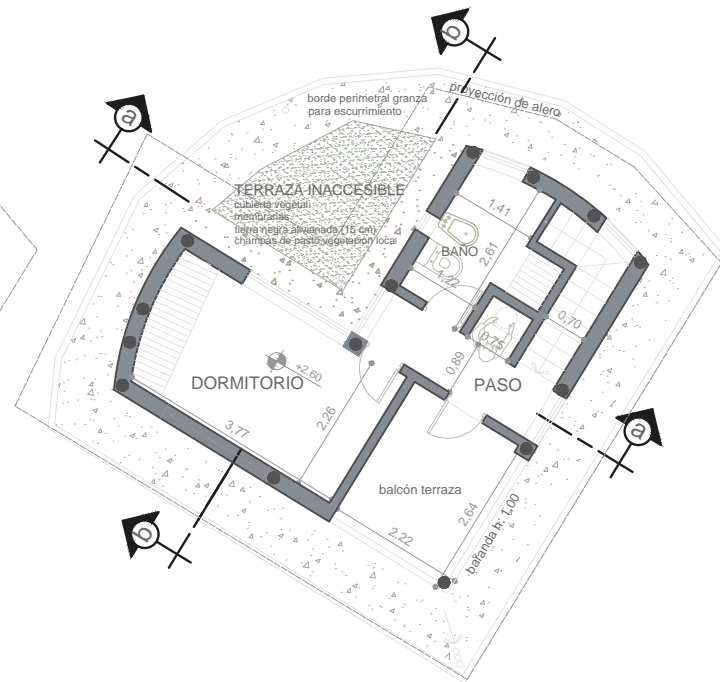 b
a
borde perimetral granza
para escurrimiento
proyección de alero
TERRAZA INACCESIBLE
cubierta vegetal
membranas
tierra negra alivianada (15 cm)
champas de pasto vegetación local
1,41
BAÑO
2,61
1,22
0,70
0,75
0,89
+2,60
DORMITORIO
PASO
3,77
2,26
a
balcón terraza
2,64
2,22
baranda h: 1,00
b